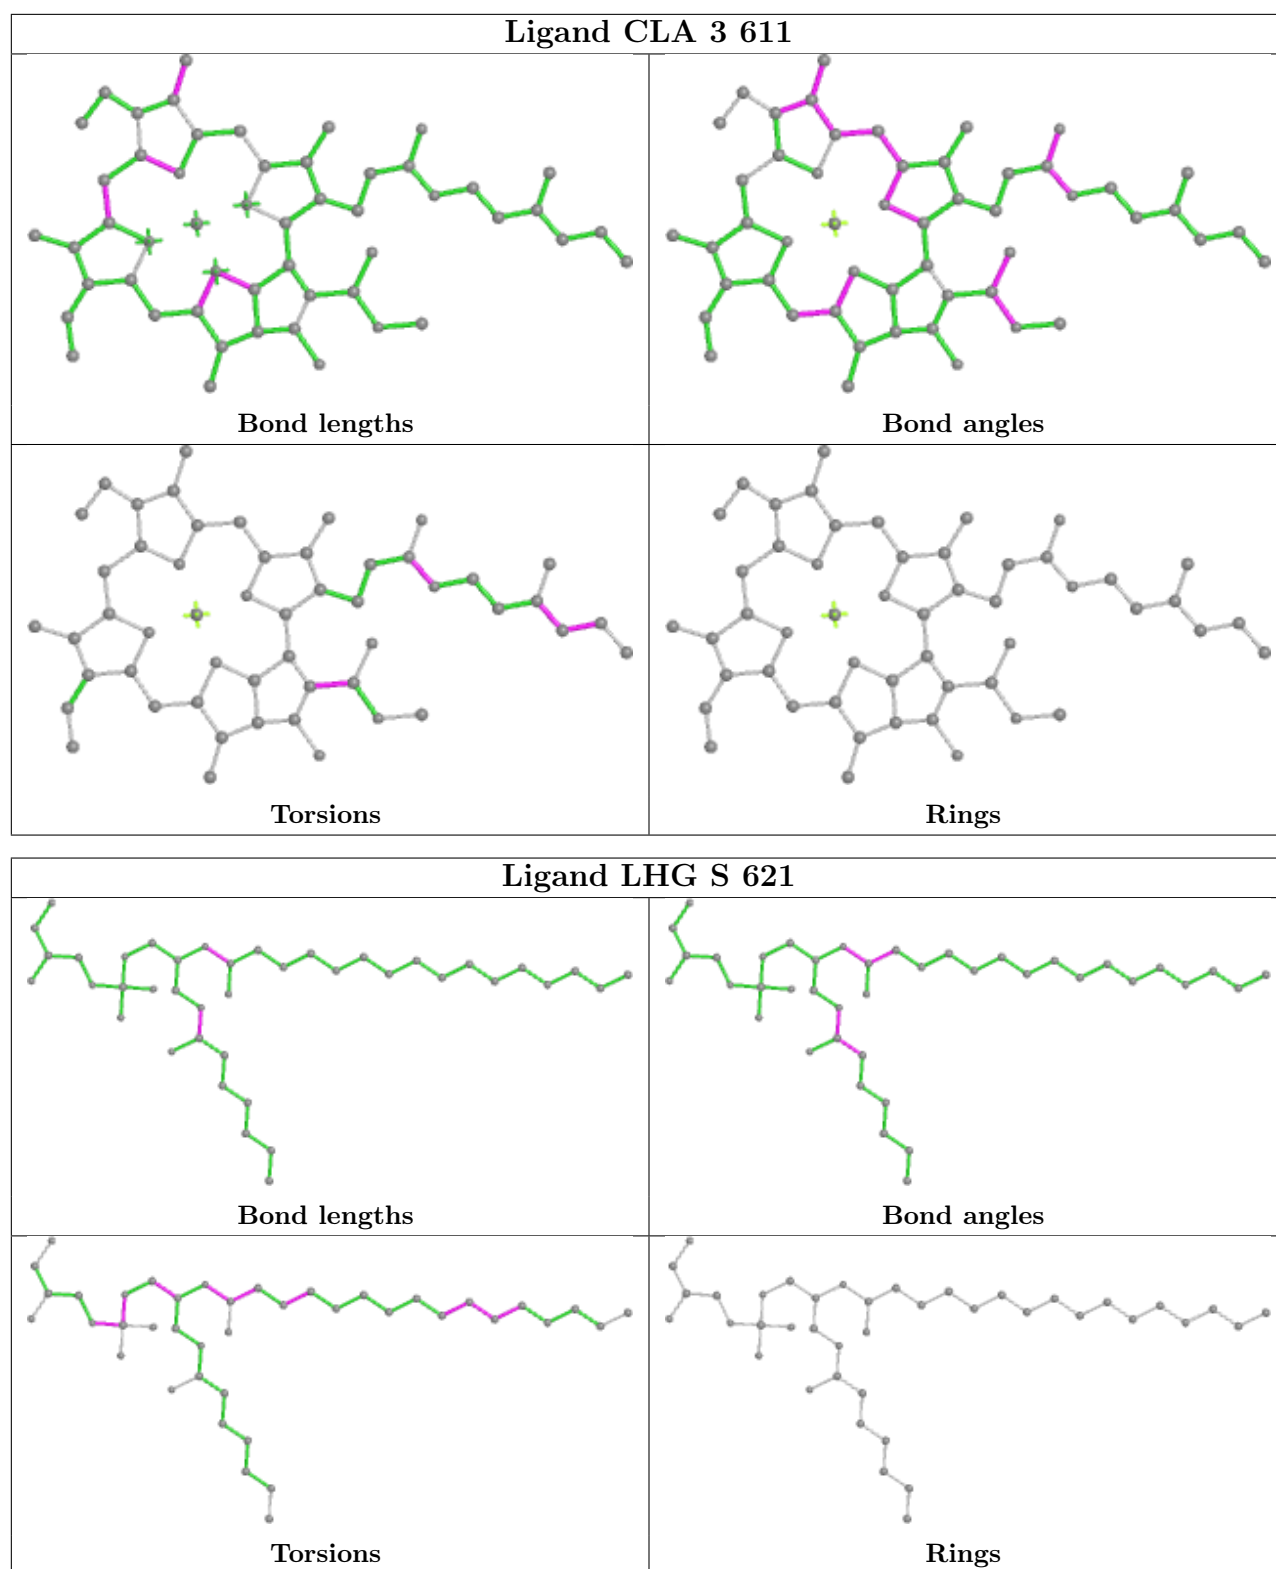 Ligand CLA 3 611
Bond lengths
Bond angles
Torsions
Rings
Ligand LHG S 621
Bond lengths
Bond angles
Torsions
Rings